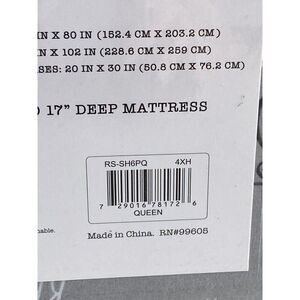 IN X 80 IN (152.4 CM X 203.2 CM)
IN X 102 IN (228.6 CM X 259 CM)
SES: 20 IN X 30 IN (50.8 CM X 76.2 CM)
17" DEEP MATTRESS
RS-SH6PQ 4XH
7 29016 78172 6
QUEEN
Made in China. RN#99605